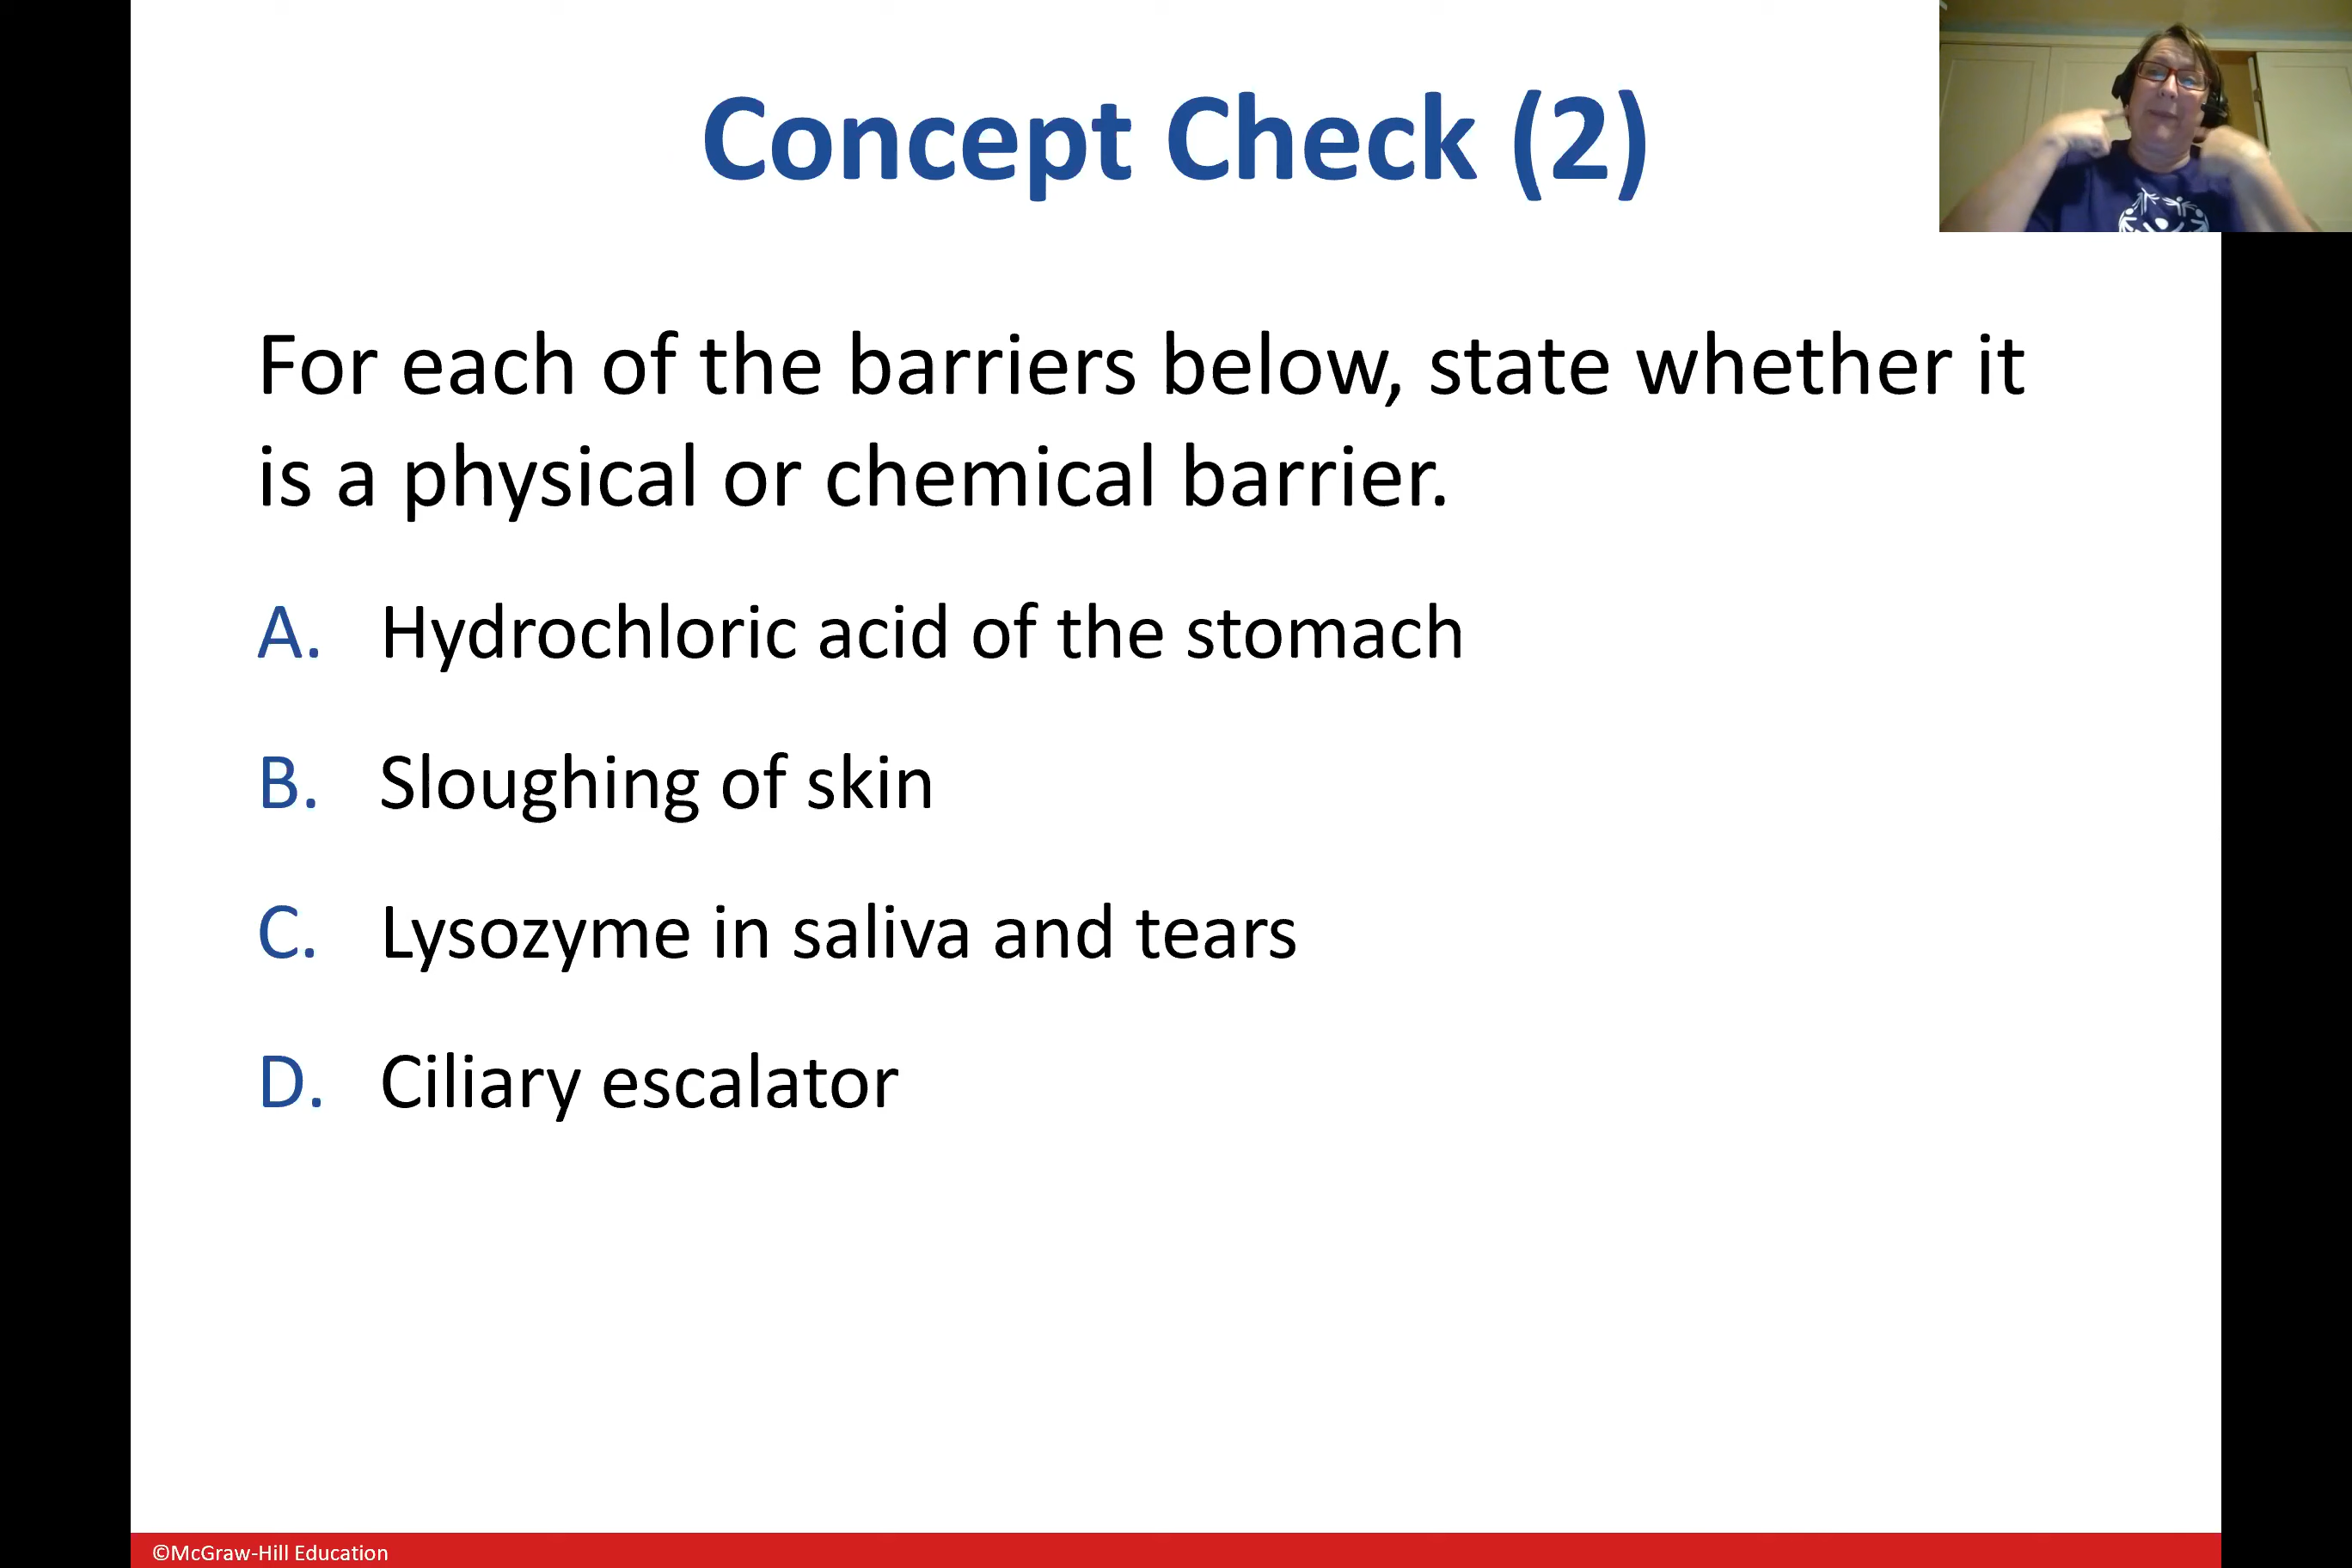 Concept Check (2)
For each of the barriers below, state whether it
is a physical or chemical barrier.
A. Hydrochloric acid of the stomach
B. Sloughing of skin
C. Lysozyme in saliva and tears
D. Ciliary escalator
©McGraw-Hill Education